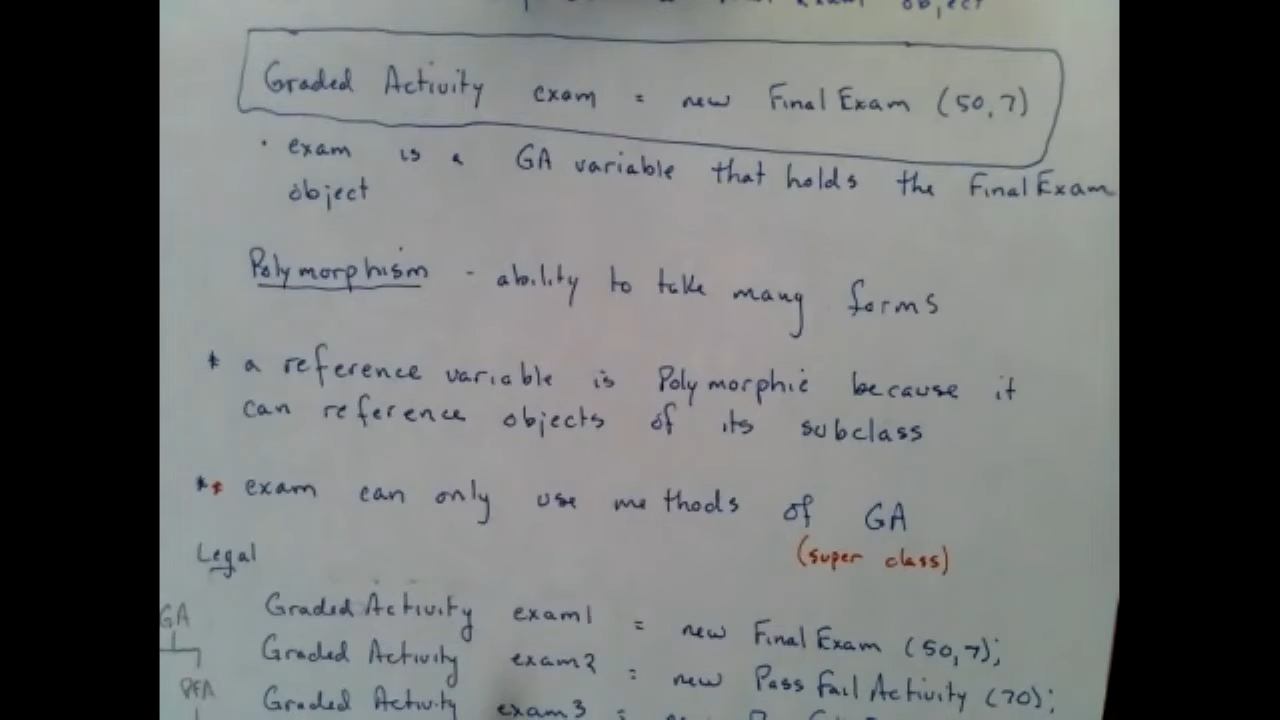 exam object
Graded Activity exam = new Final Exam (50,7)
· exam is a GA variable that holds the Final Exam
object
Polymorphism - ability to take many forms
* a reference variable is Polymorphic because it
can reference objects of its subclass
** exam can only use methods of GA
(super class)
Legal
GA
Graded Activity exam1 = new Final Exam (50,7);
Graded Activity exam2 = new Pass Fail Activity (70);
PFA
Graded Activity exam3 =